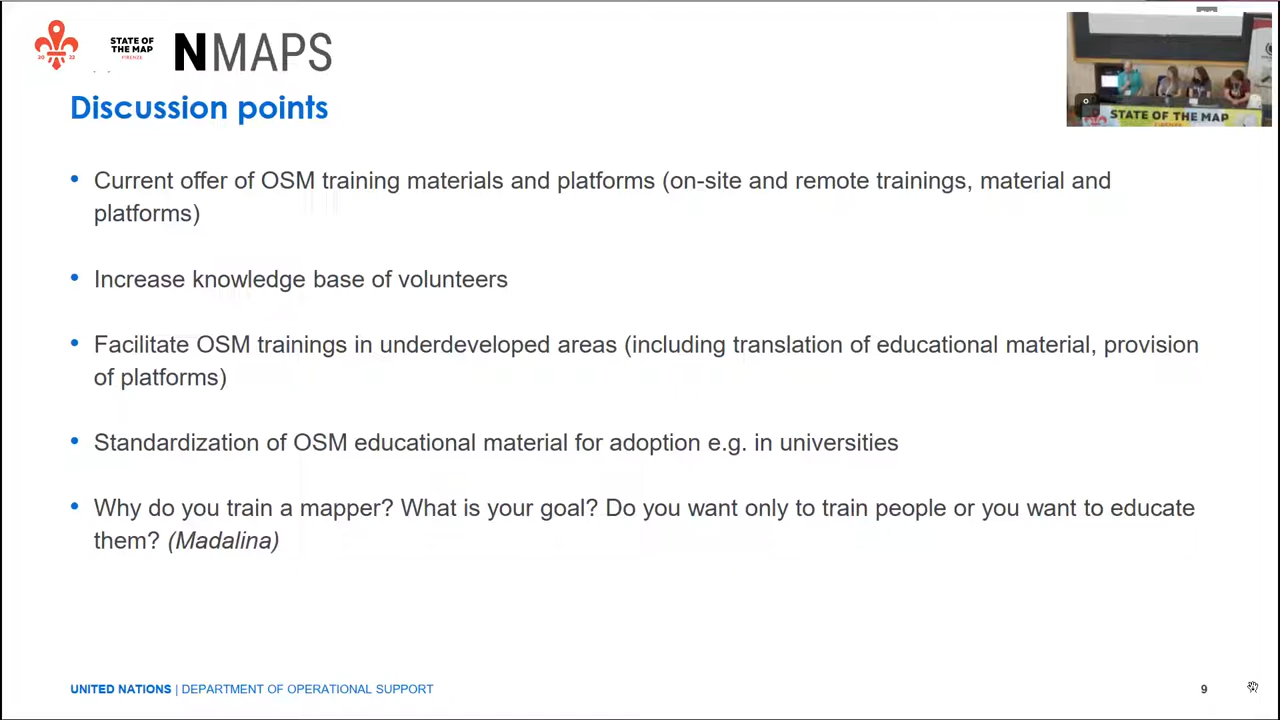 20 22
STATE OF
THE MAP
FIRENZE
NMAPS
Discussion points
STATE OF THE MAP
• Current offer of OSM training materials and platforms (on-site and remote trainings, material and
platforms)
• Increase knowledge base of volunteers
• Facilitate OSM trainings in underdeveloped areas (including translation of educational material, provision
of platforms)
• Standardization of OSM educational material for adoption e.g. in universities
• Why do you train a mapper? What is your goal? Do you want only to train people or you want to educate
them? (Madalina)
UNITED NATIONS | DEPARTMENT OF OPERATIONAL SUPPORT
9